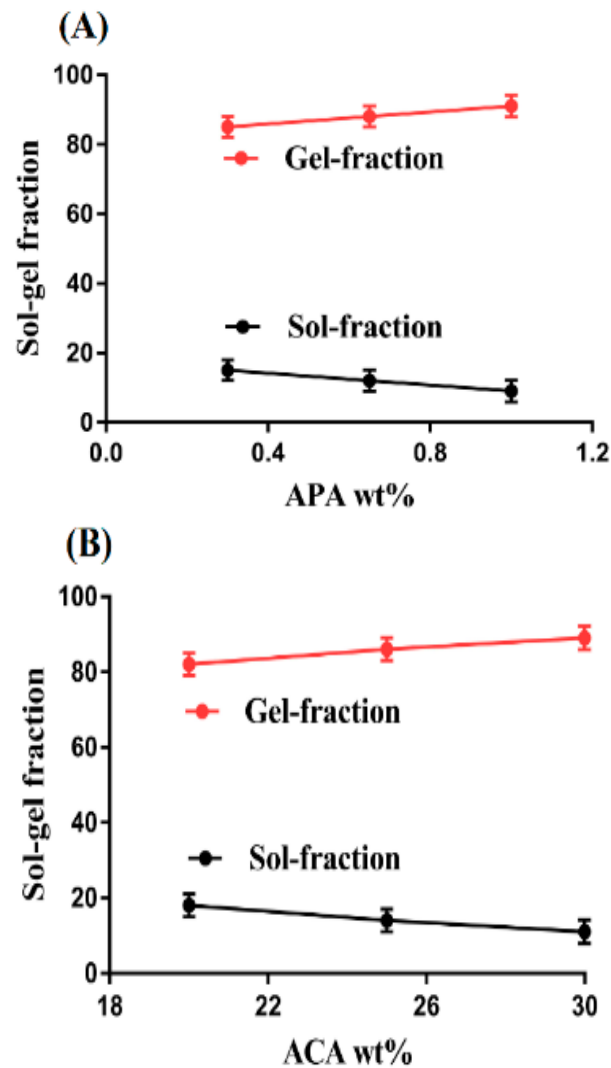 (A)
100
80
60
40
20
0
Sol-gel fraction
Gel-fraction
Sol-fraction
0.0 0.4 0.8 1.2
APA wt%
(B)
100
80
60
40
20
0
Sol-gel fraction
Gel-fraction
Sol-fraction
18 22 26 30
ACA wt%